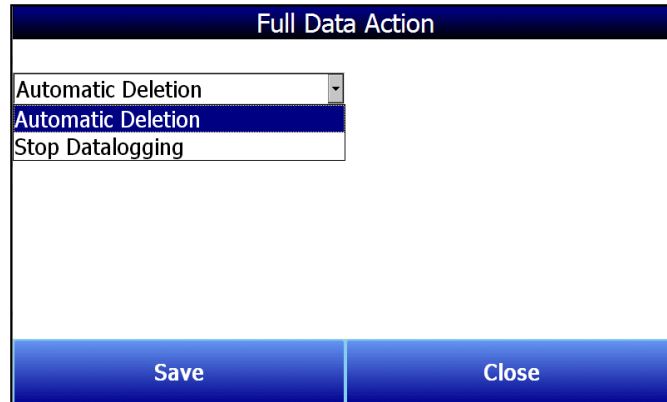 Full Data Action
Automatic Deletion
Automatic Deletion
Stop Datalogging
Save
Close